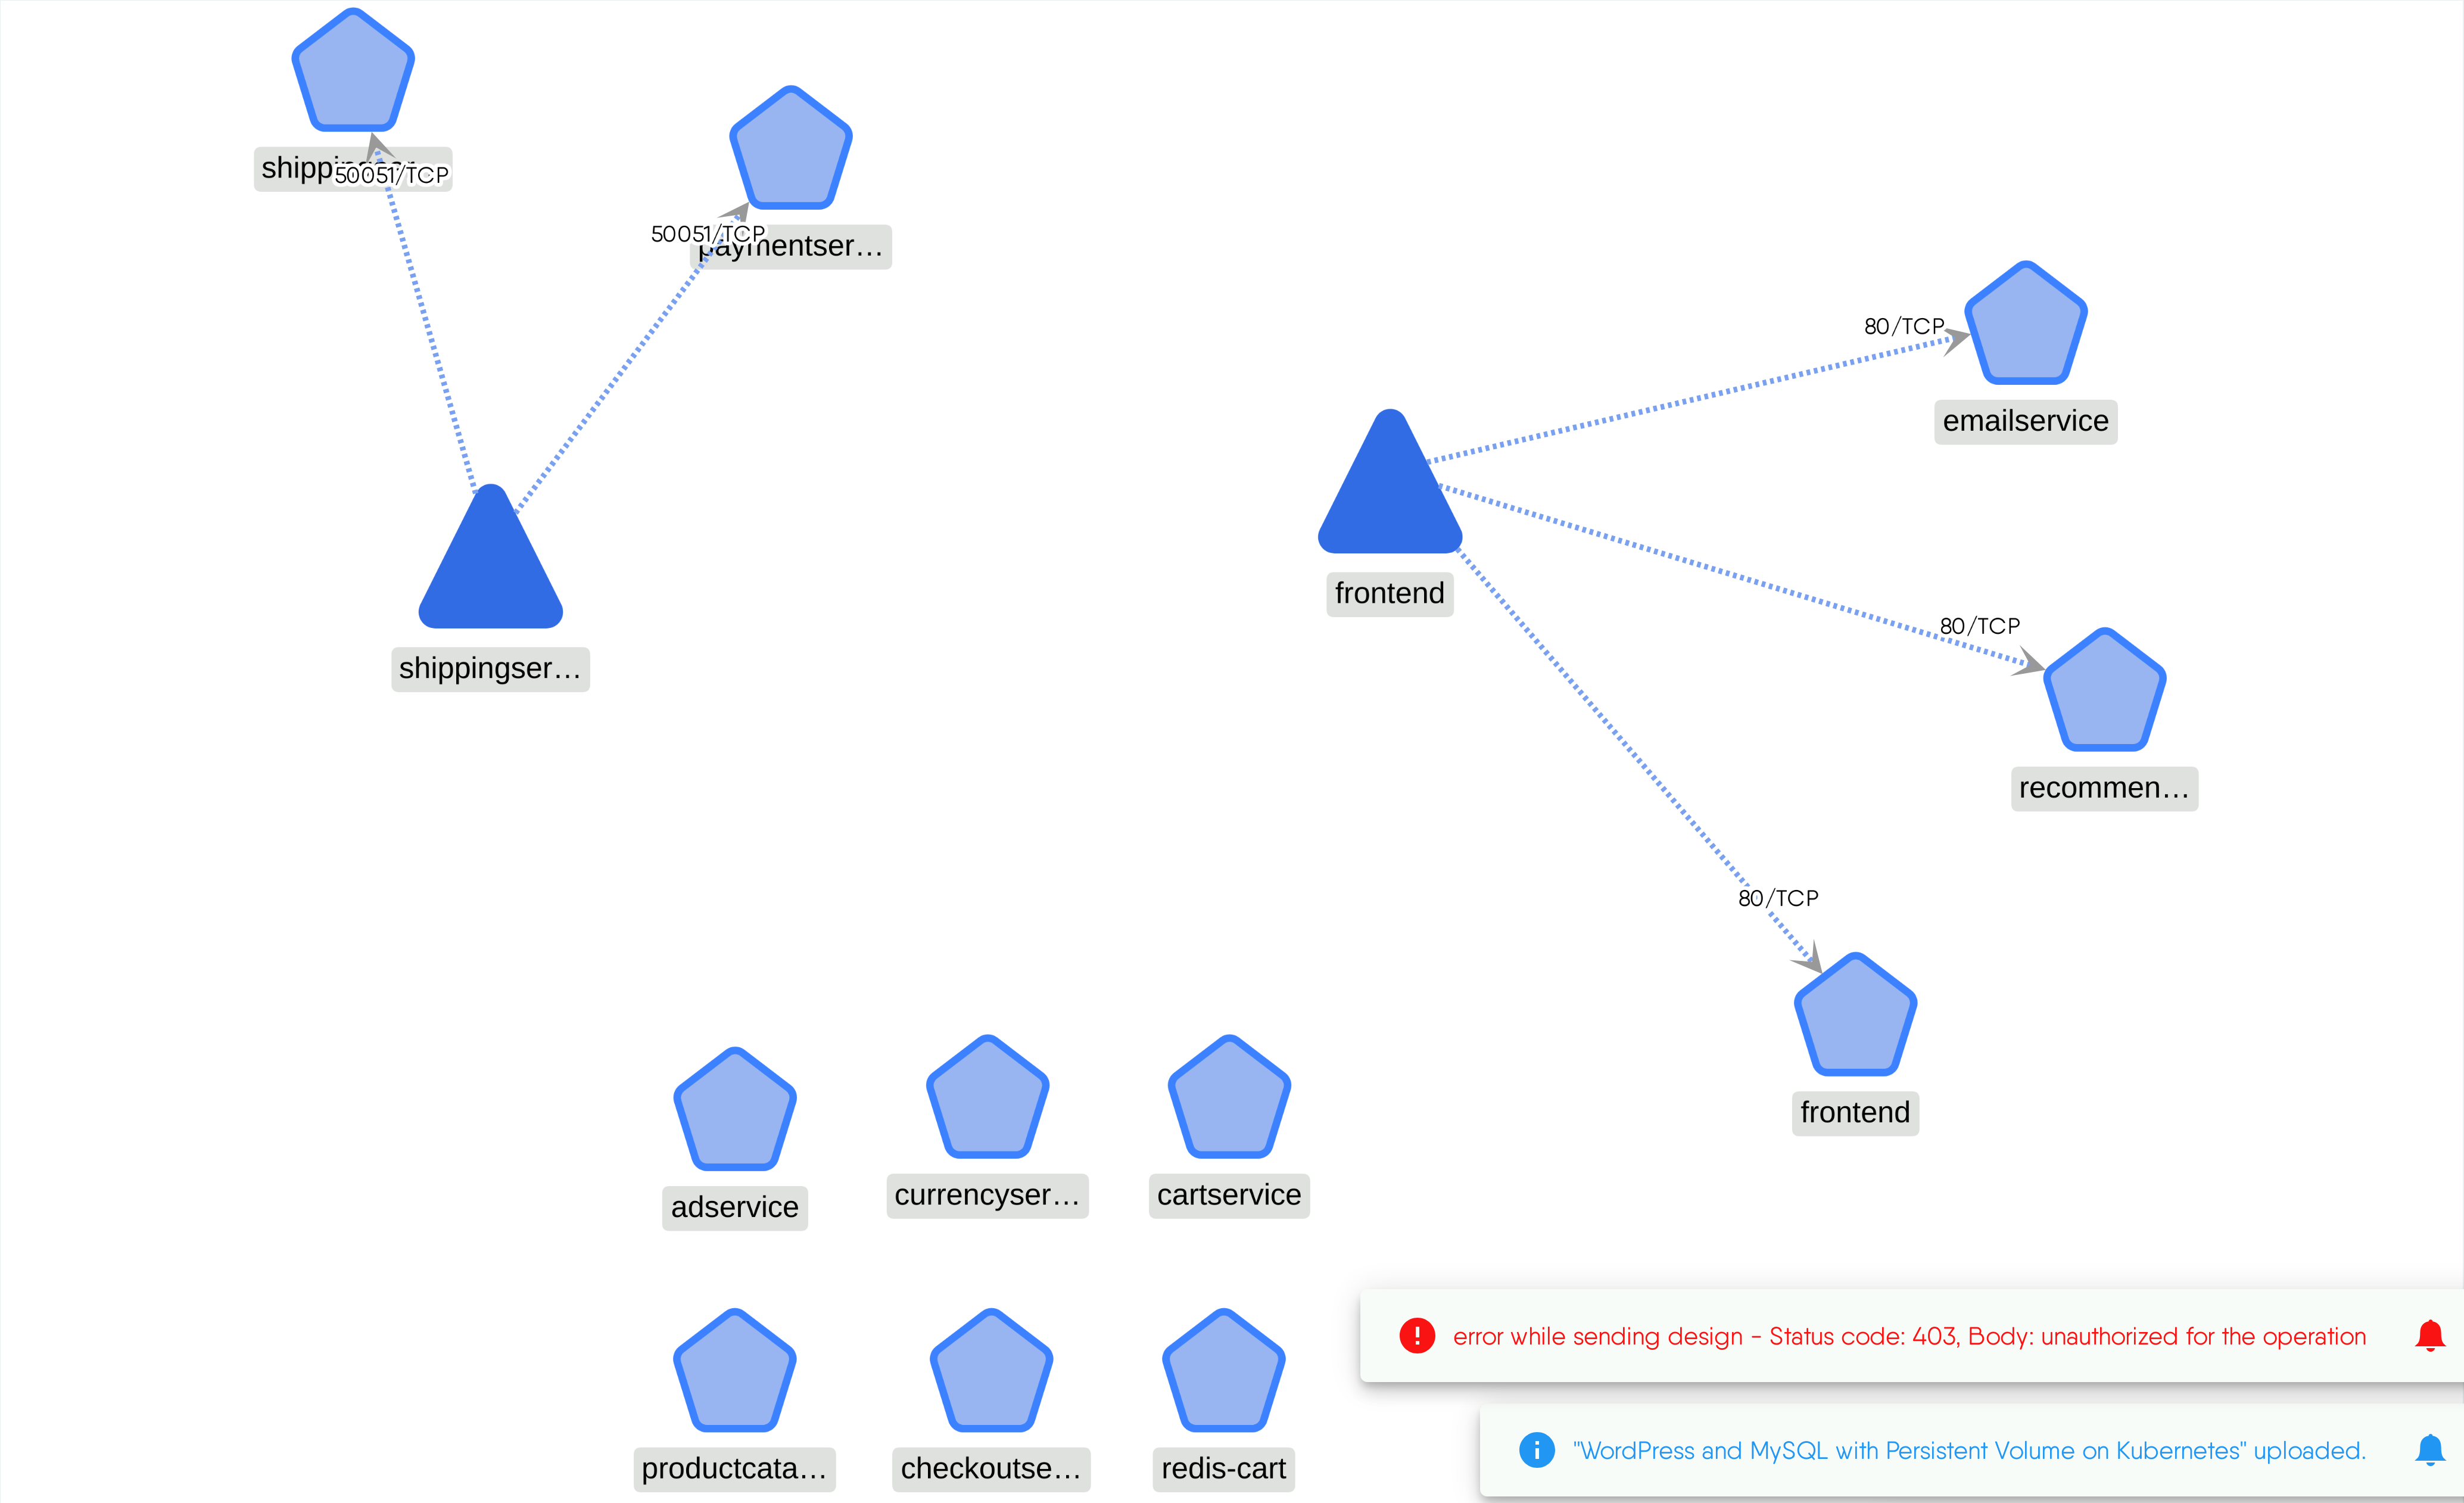 shipp
50051/TCP
50051/TCP
paymentser…
80/TCP
emailservice
frontend
80/TCP
shippingser…
recommen…
80/TCP
frontend
adservice
currencyser…
cartservice
error while sending design - Status code: 403, Body: unauthorized for the operation
"WordPress and MySQL with Persistent Volume on Kubernetes" uploaded.
productcata…
checkoutse…
redis-cart